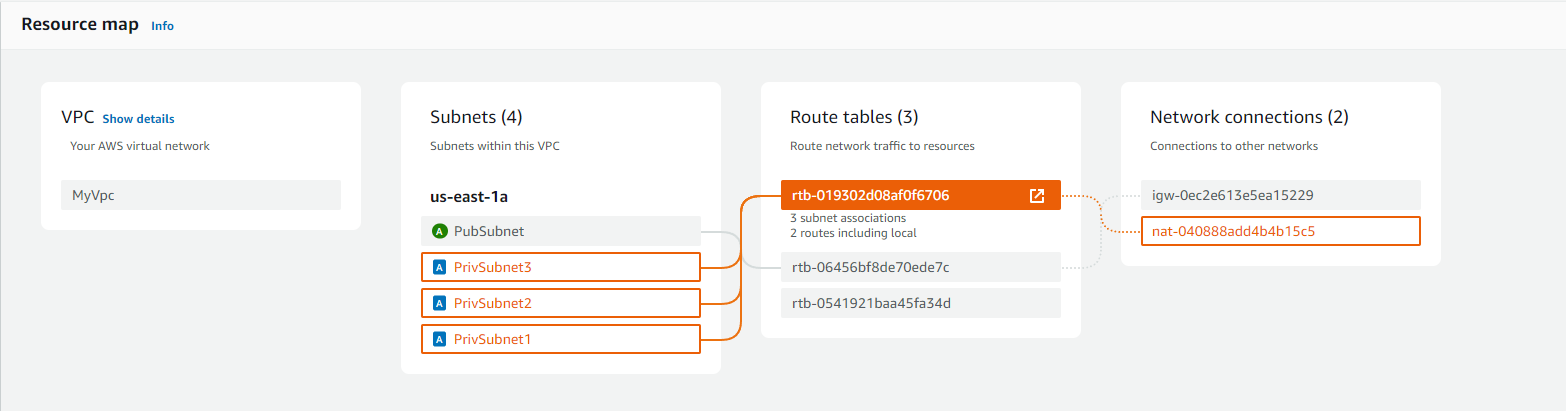 Resource map Info
VPC Show details
Your AWS virtual network
MyVpc
Subnets (4)
Subnets within this VPC
us-east-1a
A PubSubnet
A PrivSubnet3
A PrivSubnet2
A PrivSubnet1
Route tables (3)
Route network traffic to resources
rtb-019302d08af0f6706
3 subnet associations
2 routes including local
rtb-06456bf8de70ede7c
rtb-0541921baa45fa34d
Network connections (2)
Connections to other networks
igw-0ec2e613e5ea15229
nat-040888add4b4b15c5